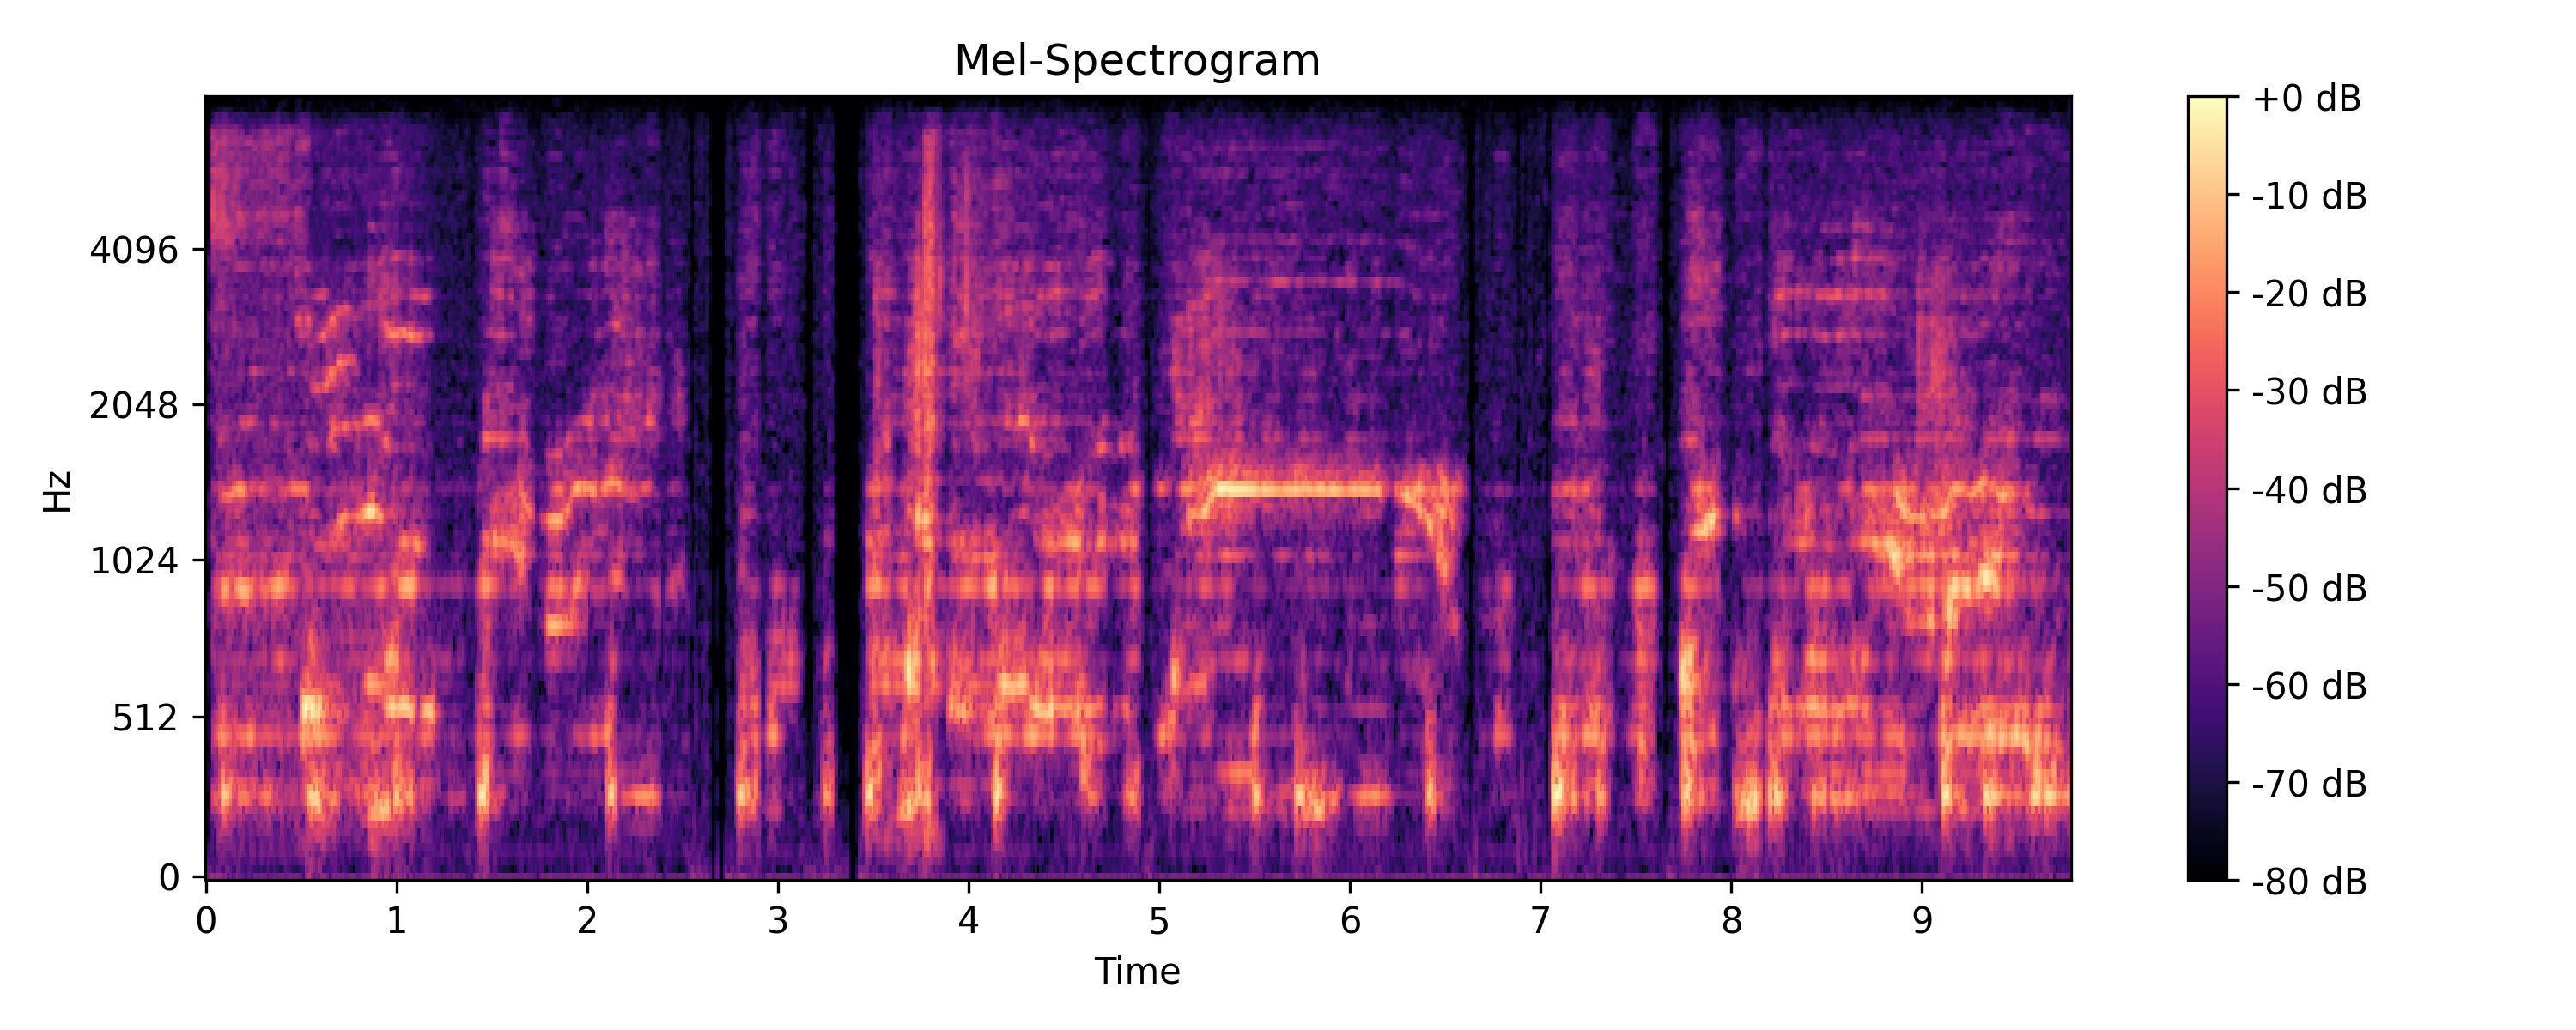 Mel-Spectrogram
+0 dB
-10 dB
-20 dB
-30 dB
-40 dB
-50 dB
-60 dB
-70 dB
-80 dB
4096
2048
1024
512
0
Hz
0 1 2 3 4 5 6 7 8 9
Time